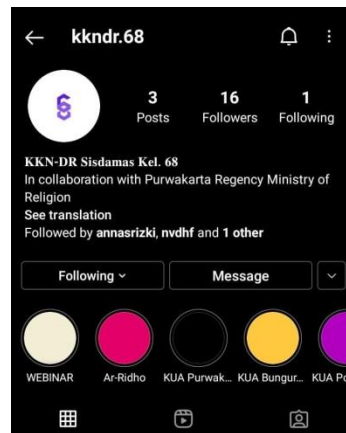 kkndr.68
3 16 1
Posts Followers Following
KKN-DR Sisdamas Kel. 68
In collaboration with Purwakarta Regency Ministry of
Religion
See translation
Followed by annasrizki, nvdhf and 1 other
Following
Message
WEBINAR Ar-Ridho KUA Purwak... KUA Bungur... KUA Po